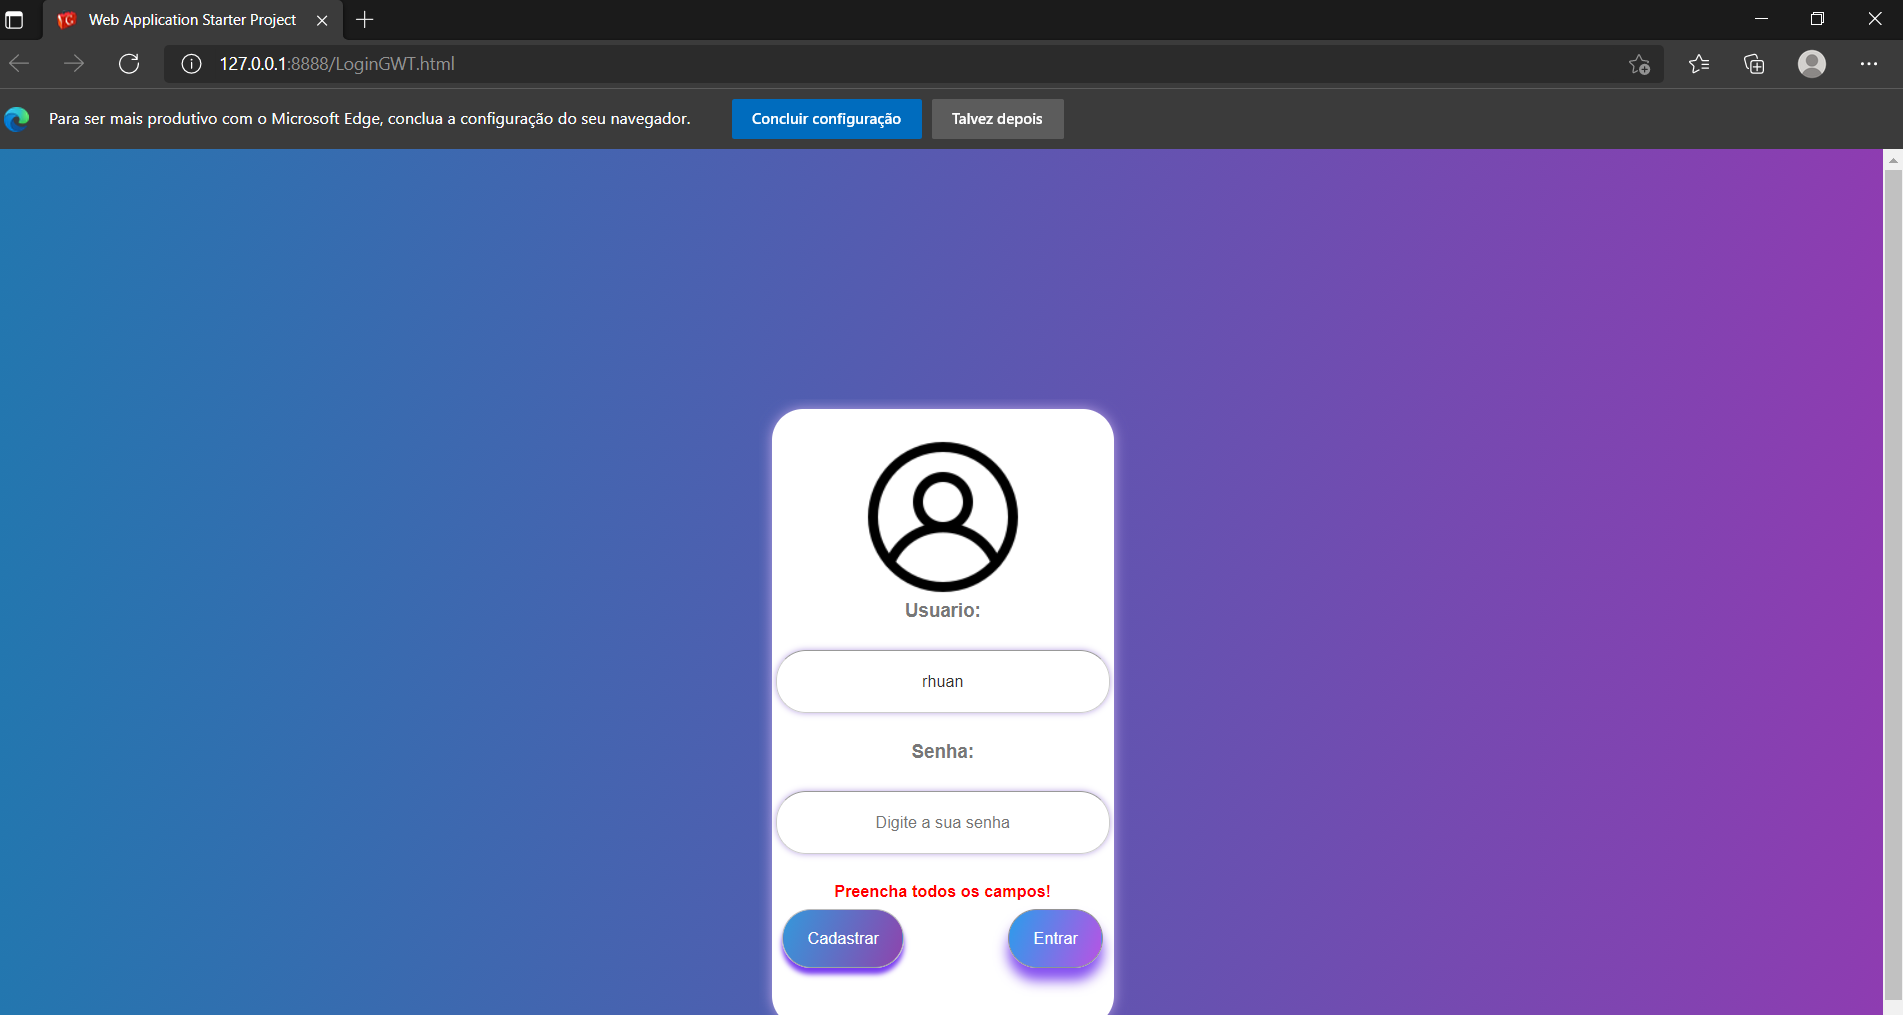 Web Application Starter Project
127.0.0.1:8888/LoginGWT.html
Para ser mais produtivo com o Microsoft Edge, conclua a configuração do seu navegador.
Concluir configuração
Talvez depois
Usuario:
rhuan
Senha:
Digite a sua senha
Preencha todos os campos!
Cadastrar
Entrar